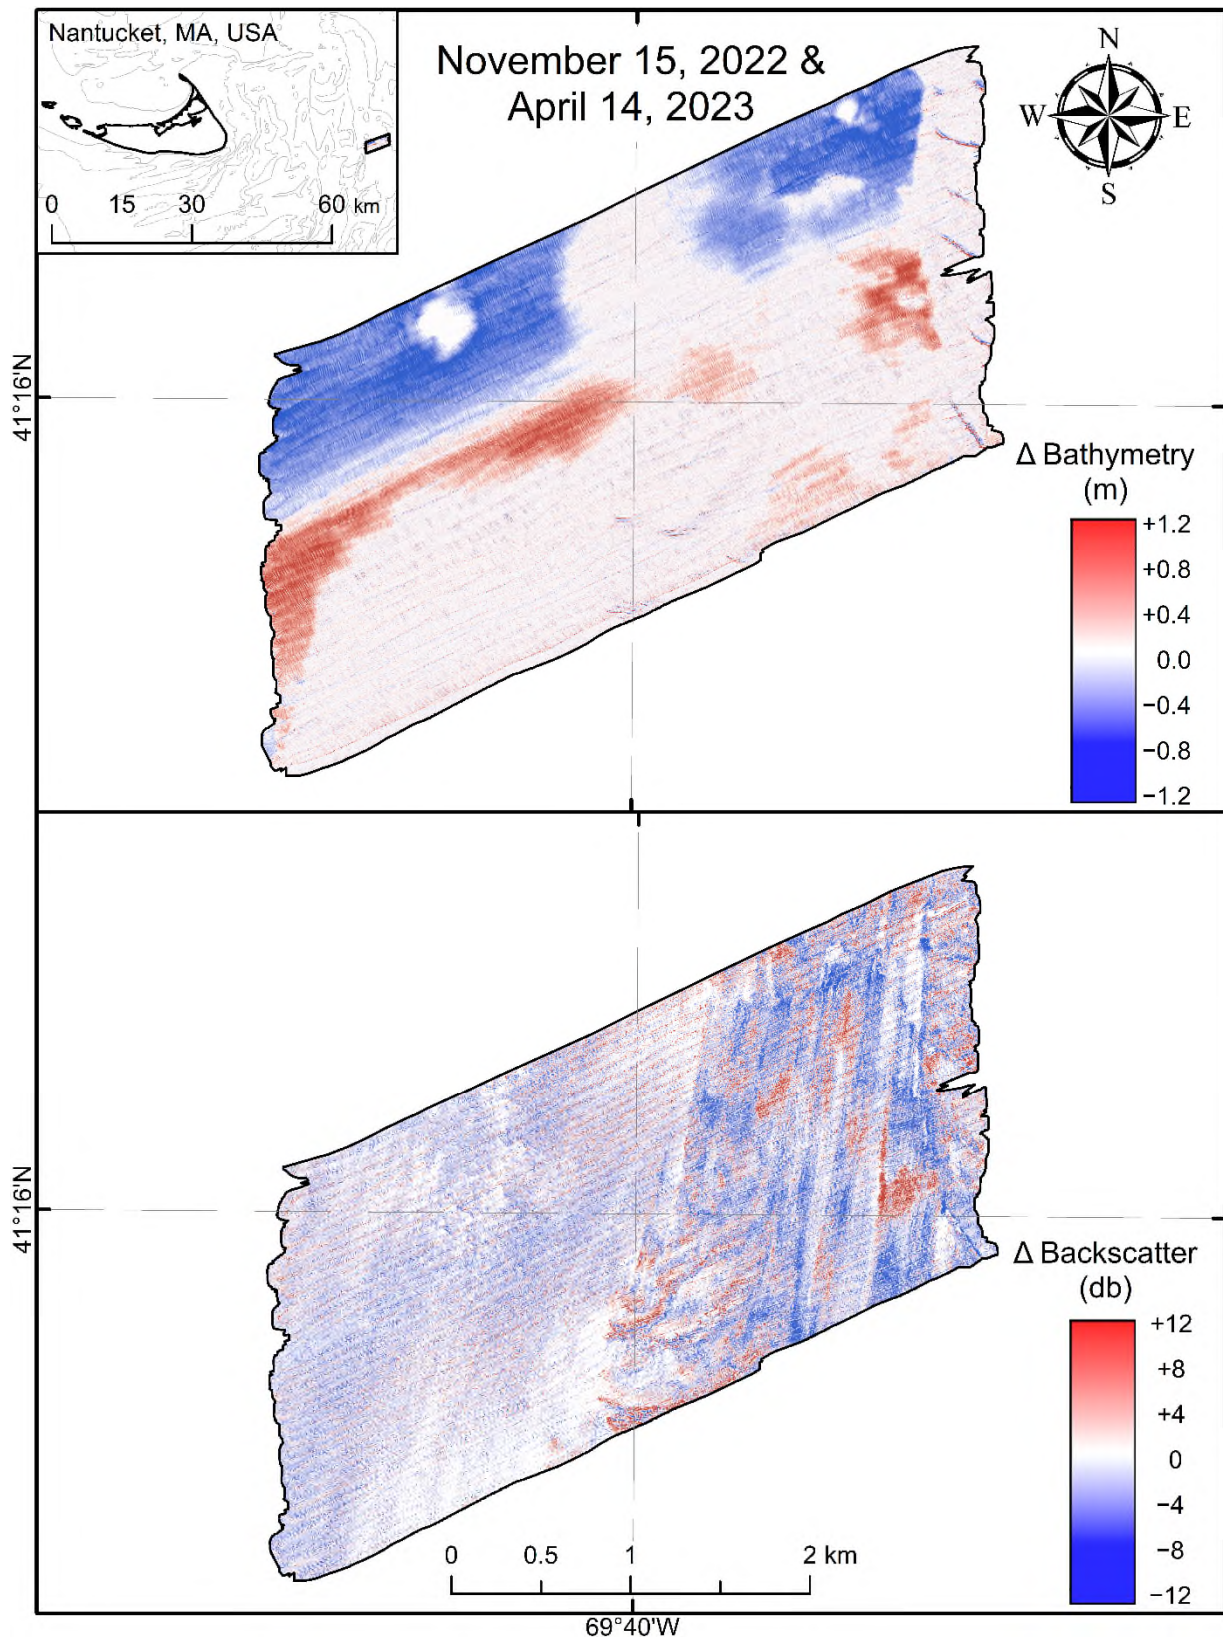 Nantucket, MA, USA
0 15 30 60 km
November 15, 2022 &
April 14, 2023
N
W E
S
41°16'N
Δ Bathymetry
(m)
+1.2
+0.8
+0.4
0.0
−0.4
−0.8
−1.2
41°16'N
Δ Backscatter
(db)
+12
+8
+4
0
−4
−8
−12
0 0.5 1 2 km
69°40'W